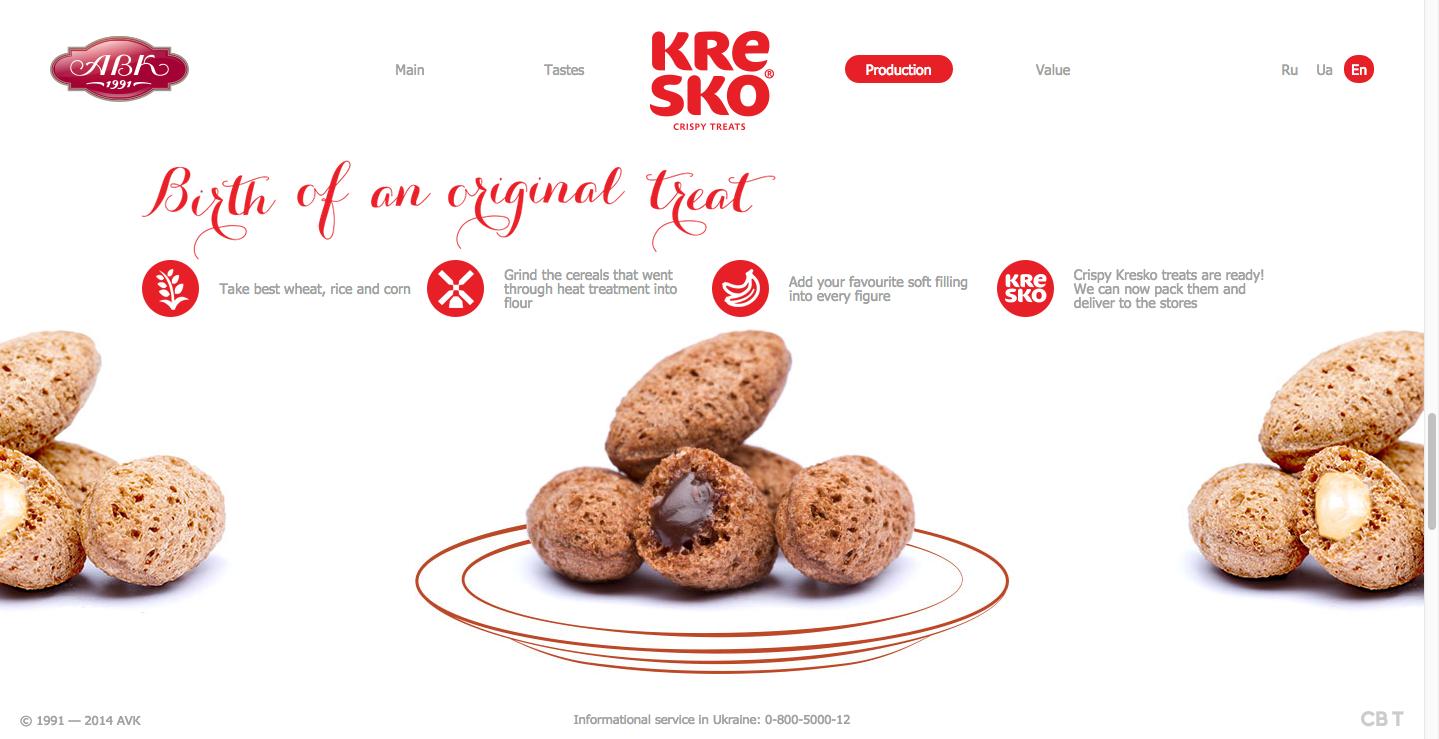 АВК
1991
Main
Tastes
KRe
SKO®
CRISPY TREATS
Production
Value
Ru
Ua
En
Birth of an original treat
Take best wheat, rice and corn
Grind the cereals that went
through heat treatment into
flour
Add your favourite soft filling
into every figure
KRe
SKO
Crispy Kresko treats are ready!
We can now pack them and
deliver to the stores
© 1991 — 2014 AVK
Informational service in Ukraine: 0-800-5000-12
CB T